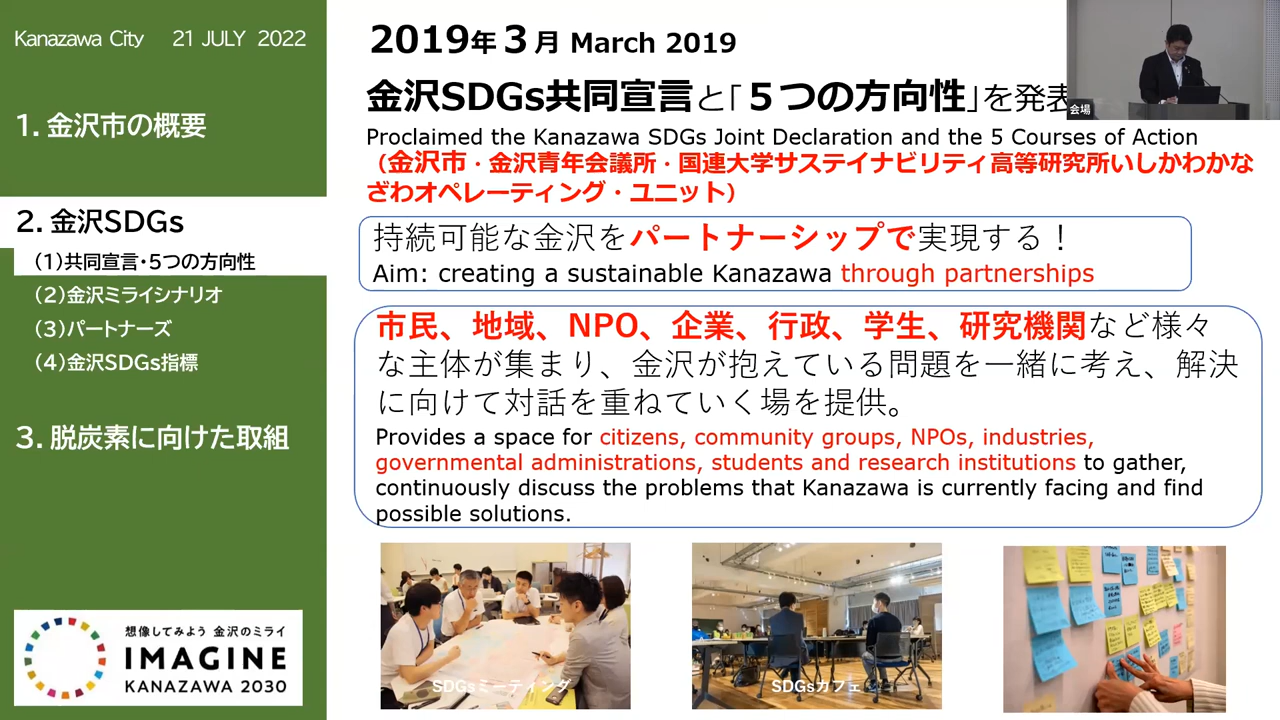 Kanazawa City 21 JULY 2022
1. 金沢市の概要
2. 金沢SDGs
（1）共同宣言・5つの方向性
（2）金沢ミライシナリオ
（3）パートナーズ
（4）金沢SDGs指標
3. 脱炭素に向けた取組
想像してみよう 金沢のミライ
IMAGINE
KANAZAWA 2030
2019年３月 March 2019
金沢SDGs共同宣言と「５つの方向性」を発表
会場
Proclaimed the Kanazawa SDGs Joint Declaration and the 5 Courses of Action
（金沢市・金沢青年会議所・国連大学サステイナビリティ高等研究所いしかわかな
ざわオペレーティング・ユニット）
持続可能な金沢をパートナーシップで実現する！
Aim: creating a sustainable Kanazawa through partnerships
市民、地域、NPO、企業、行政、学生、研究機関など様々
な主体が集まり、金沢が抱えている問題を一緒に考え、解決
に向けて対話を重ねていく場を提供。
Provides a space for citizens, community groups, NPOs, industries,
governmental administrations, students and research institutions to gather,
continuously discuss the problems that Kanazawa is currently facing and find
possible solutions.
SDGsミーティング
SDGsカフェ